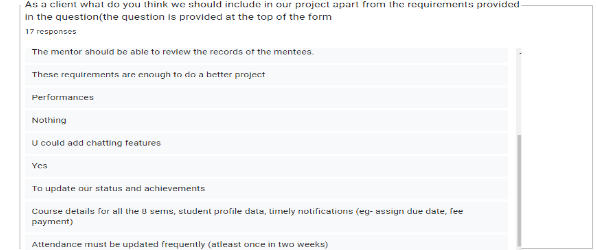 As a client what do you think we should include in our project apart from the requirements provided
in the question(the question is provided at the top of the form
17 responses
The mentor should be able to review the records of the mentees.
These requirements are enough to do a better project
Performances
Nothing
U could add chatting features
Yes
To update our status and achievements
Course details for all the 8 sems, student profile data, timely notifications (eg- assign due date, fee
payment)
Attendance must be updated frequently (atleast once in two weeks)